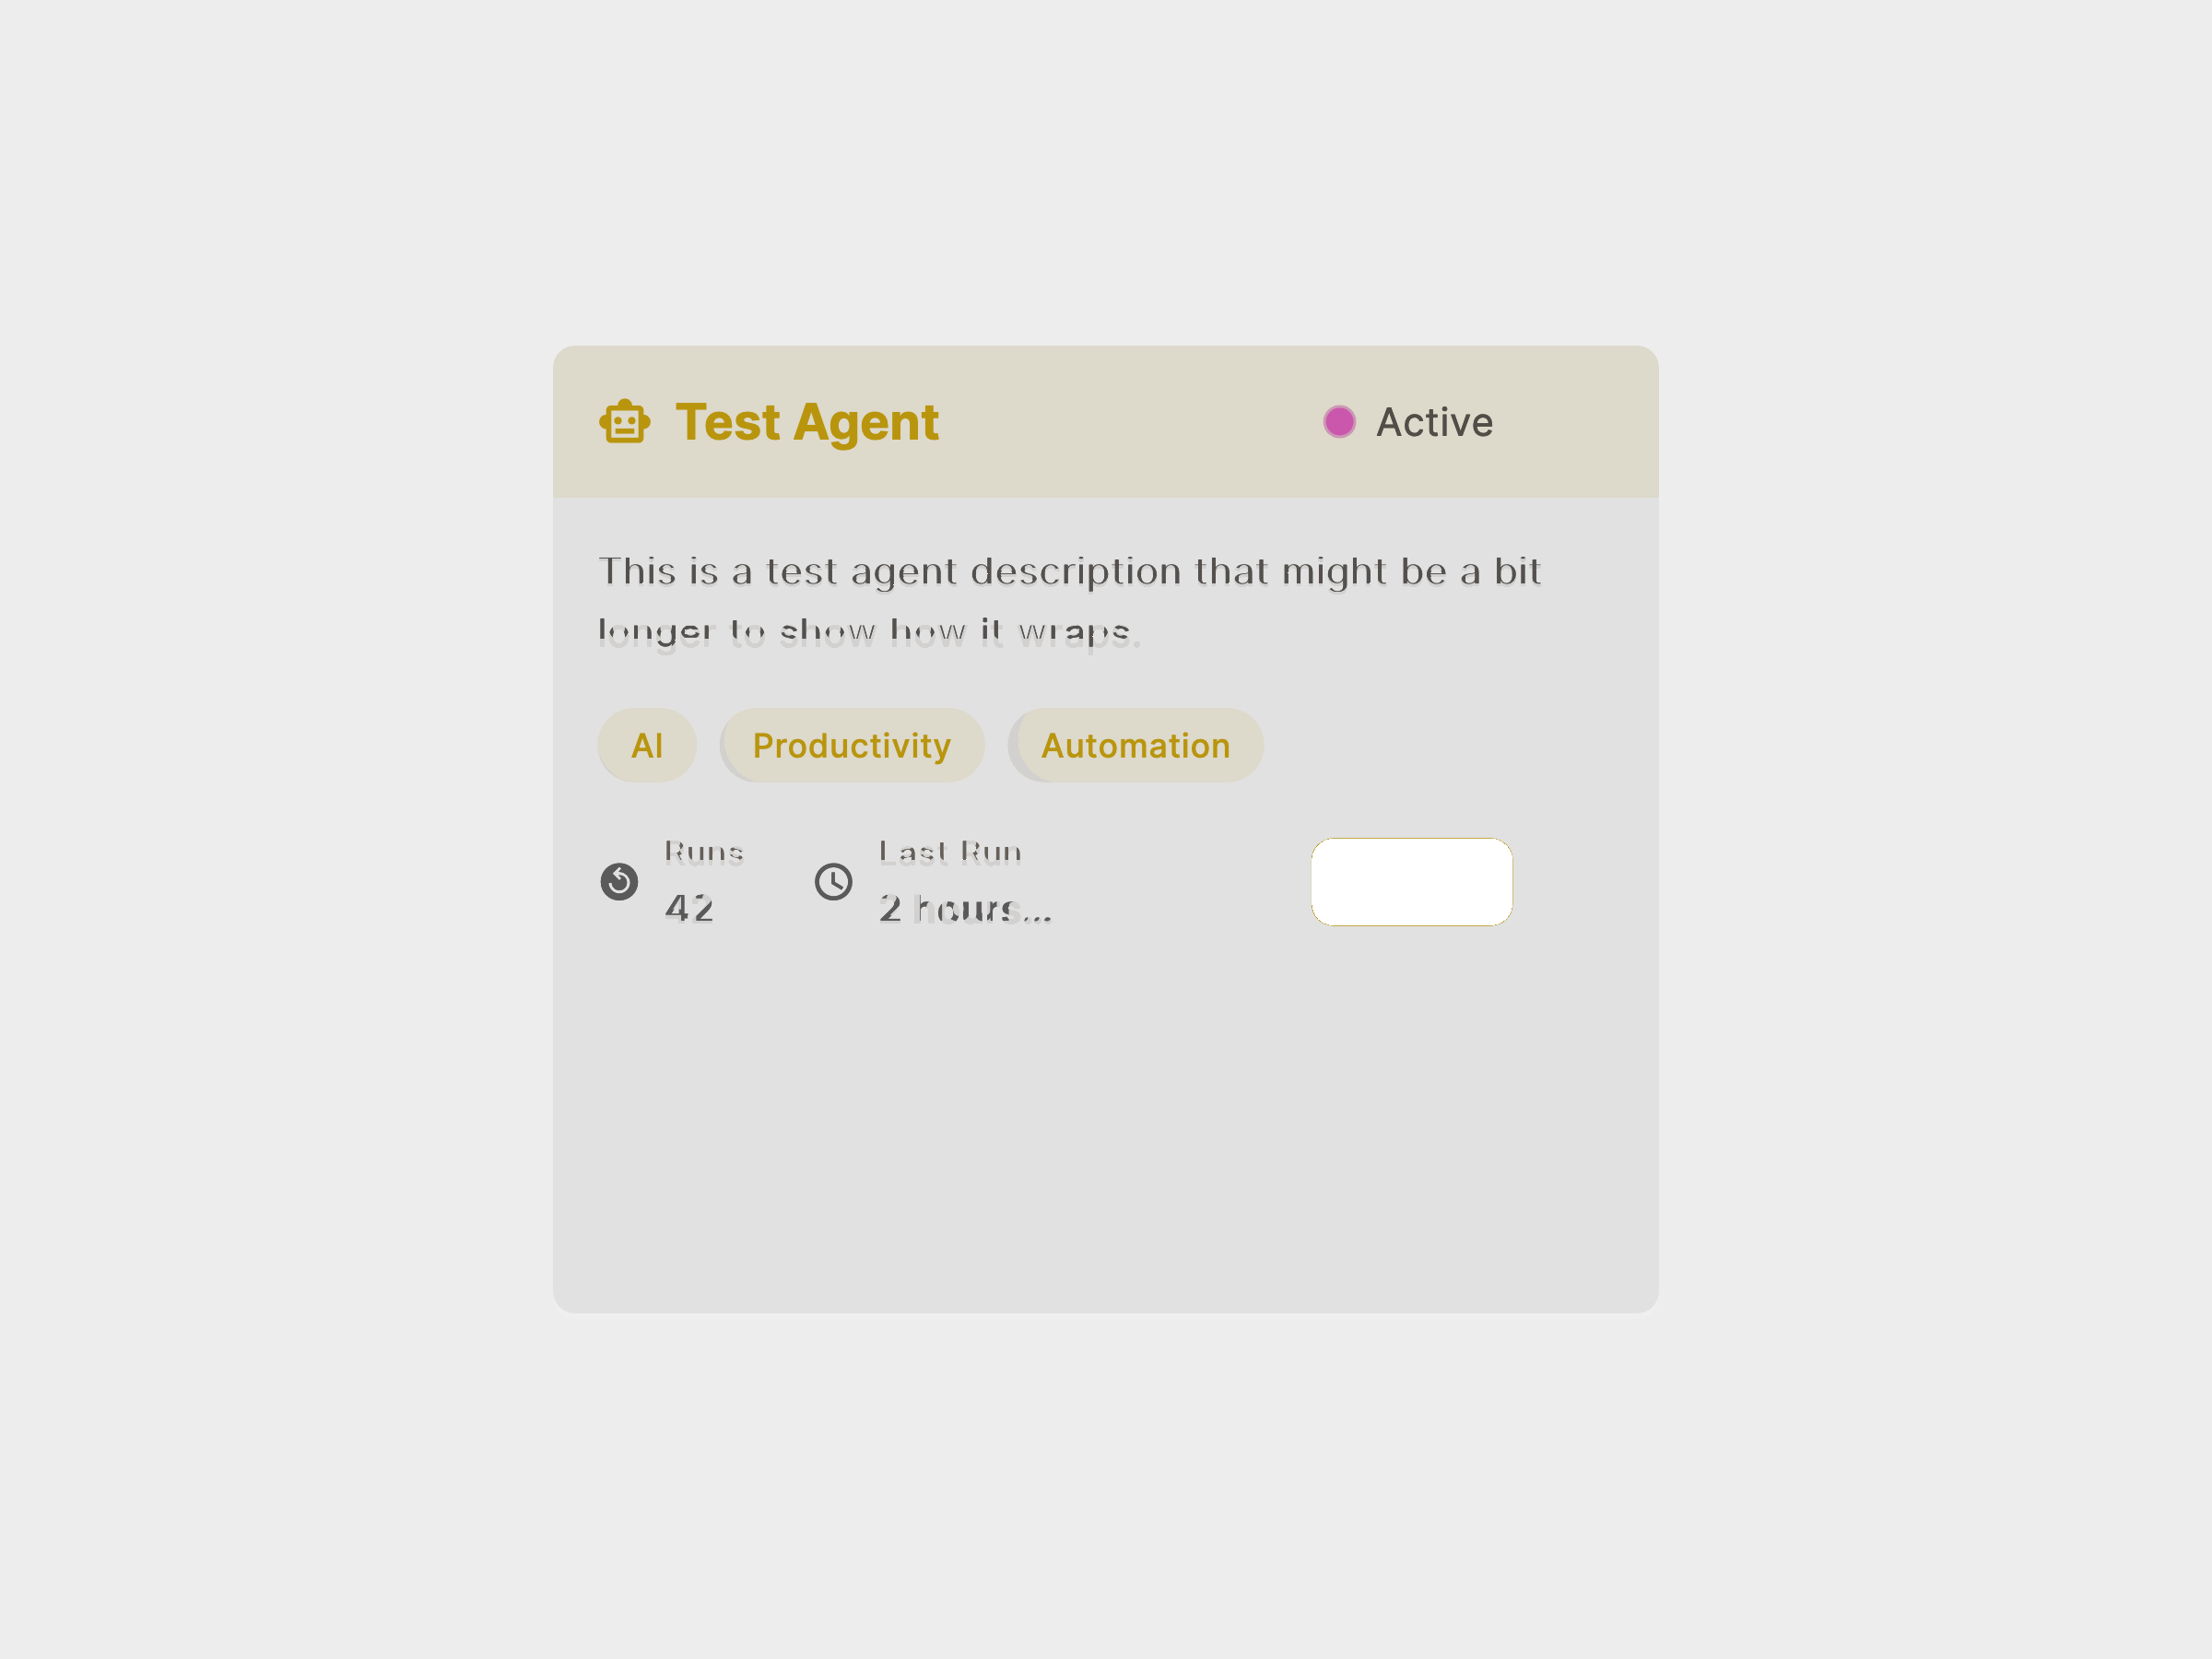 Test Agent
Active
This is a test agent description that might be a bit
longer to show how it wraps.
AI
Productivity
Automation
Runs
42
Last Run
2 hours...